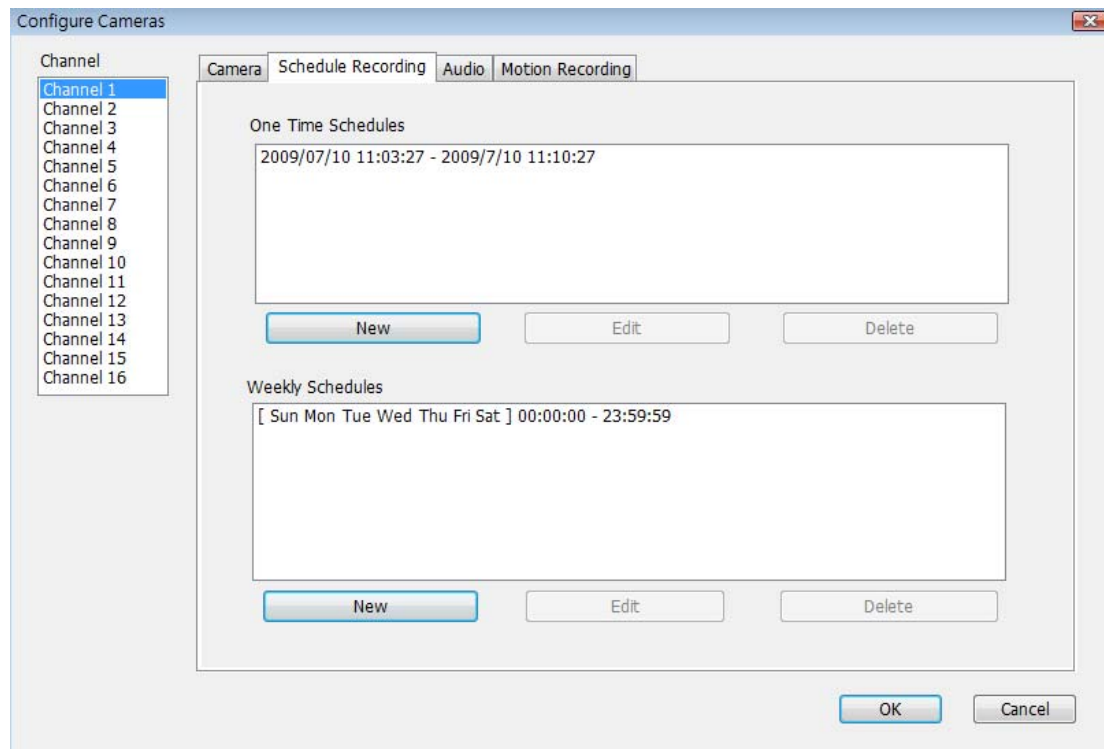 Configure Cameras
Channel
Channel 1
Channel 2
Channel 3
Channel 4
Channel 5
Channel 6
Channel 7
Channel 8
Channel 9
Channel 10
Channel 11
Channel 12
Channel 13
Channel 14
Channel 15
Channel 16
Camera Schedule Recording Audio Motion Recording
One Time Schedules
2009/07/10 11:03:27 - 2009/7/10 11:10:27
New Edit Delete
Weekly Schedules
[ Sun Mon Tue Wed Thu Fri Sat ] 00:00:00 - 23:59:59
New Edit Delete
OK Cancel